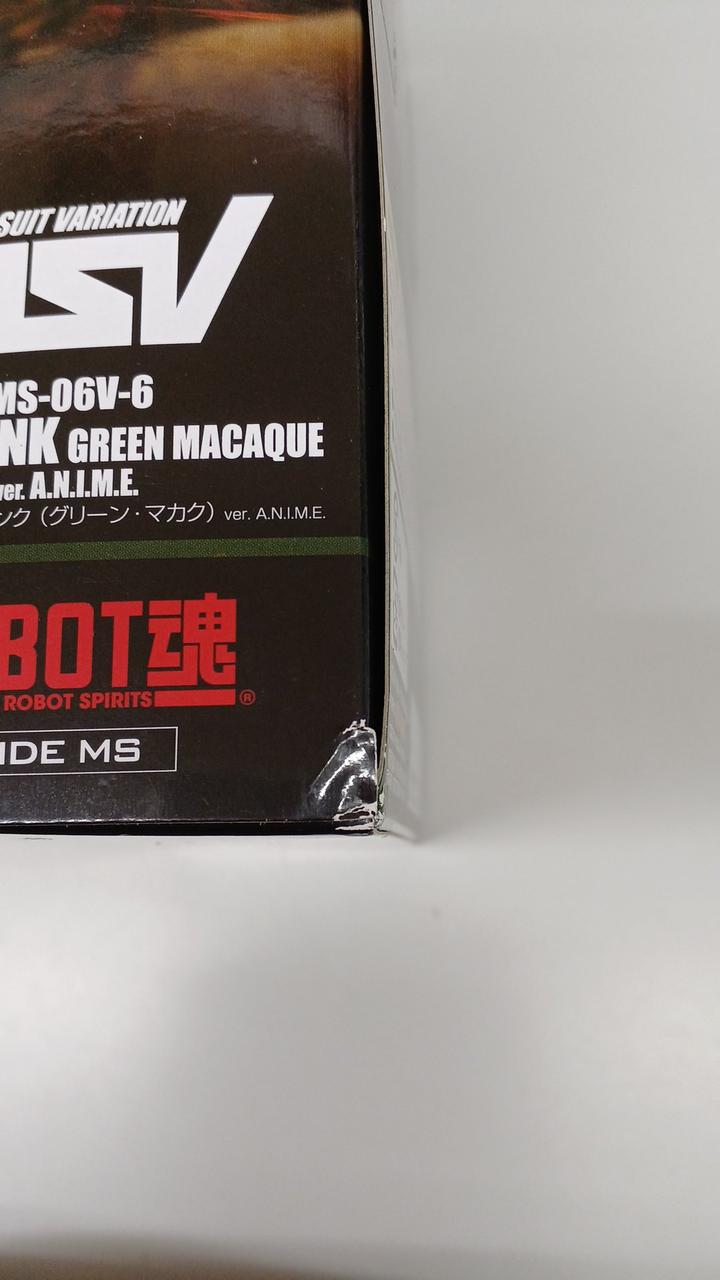 SUIT VARIATION
MSV
MS-06V-6
NK GREEN MACAQUE
ver. A.N.I.M.E.
ンク（グリーン・マカク） ver. A.N.I.M.E.
BOT魂
ROBOT SPIRITS ®
IDE MS